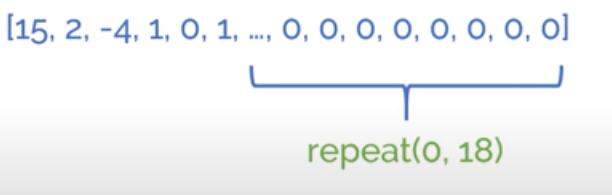 [15, 2, -4, 1, 0, 1, ..., 0, 0, 0, 0, 0, 0, 0, 0]
repeat(0, 18)